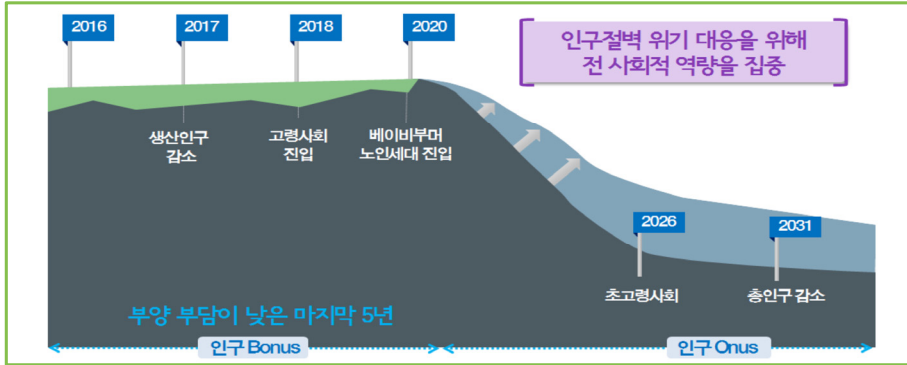 2016
2017
2018
2020
인구절벽 위기 대응을 위해
전 사회적 역량을 집중
생산인구
감소
고령사회
진입
베이비부머
노인세대 진입
2026
2031
초고령사회
총인구 감소
부양 부담이 낮은 마지막 5년
인구 Bonus
인구 Onus